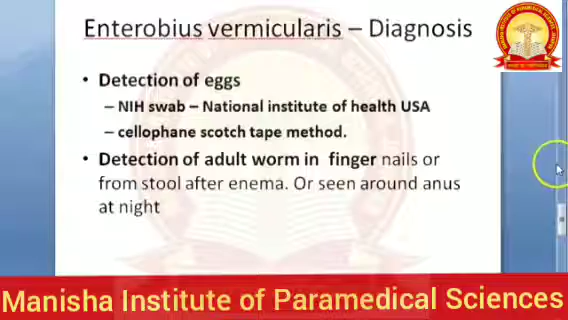 Enterobius vermicularis – Diagnosis
• Detection of eggs
– NIH swab – National institute of health USA
– cellophane scotch tape method.
• Detection of adult worm in finger nails or
from stool after enema. Or seen around anus
at night
Manisha Institute of Paramedical Sciences